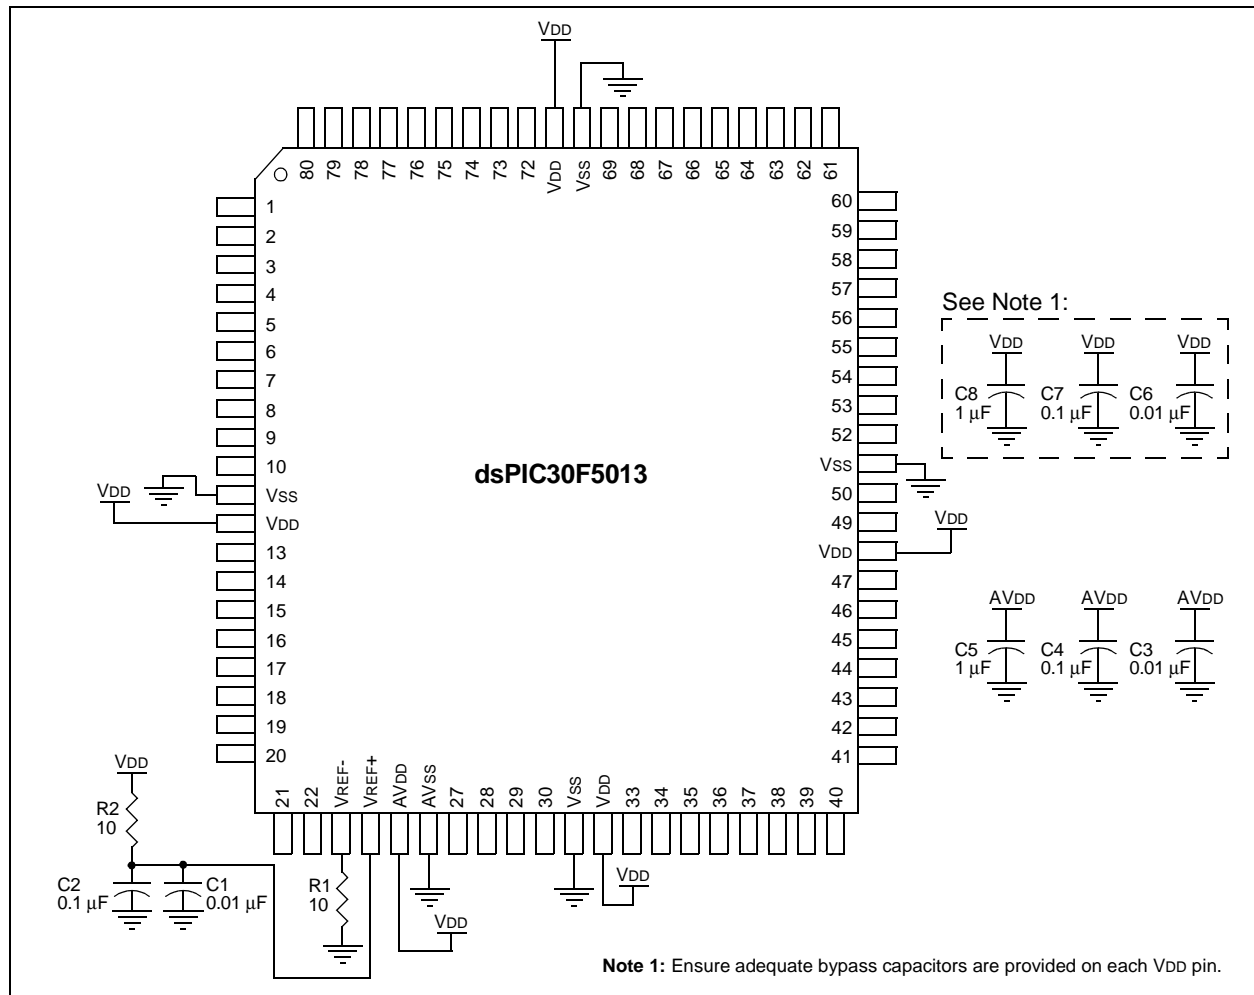 VDD
80 79 78 77 76 75 74 73 72 VDD VSS 69 68 67 66 65 64 63 62 61
1
2
3
4
5
6
7
8
9
10
VSS
VDD
VDD
13
14
15
16
17
18
19
20
dsPIC30F5013
60
59
58
57
56
55
54
53
52
VSS
50
49
VDD
VDD
47
46
45
44
43
42
41
See Note 1:
VDD VDD VDD
C8 C7 C6
1 µF 0.1 µF 0.01 µF
AVDD AVDD AVDD
C5 C4 C3
1 µF 0.1 µF 0.01 µF
21 22 VREF- VREF+ AVDD AVSS 27 28 29 30 VSS VDD 33 34 35 36 37 38 39 40
VDD
R2
10
C2
0.1 µF
C1
0.01 µF
R1
10
VDD
VDD
Note 1: Ensure adequate bypass capacitors are provided on each VDD pin.